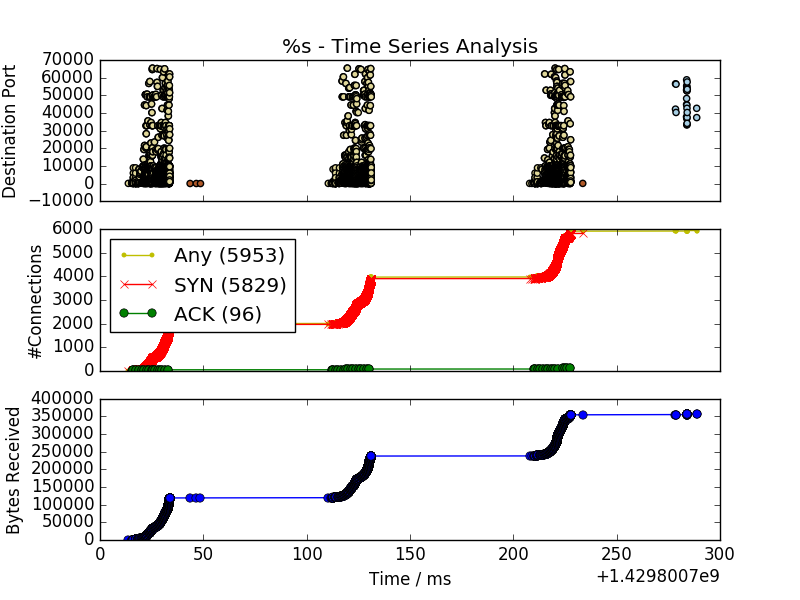 %s - Time Series Analysis
Destination Port
70000
60000
50000
40000
30000
20000
10000
0
−10000
#Connections
6000
5000
4000
3000
2000
1000
0
Any (5953)
SYN (5829)
ACK (96)
Bytes Received
400000
350000
300000
250000
200000
150000
100000
50000
0
0 50 100 150 200 250 300
Time / ms
+1.4298007e9